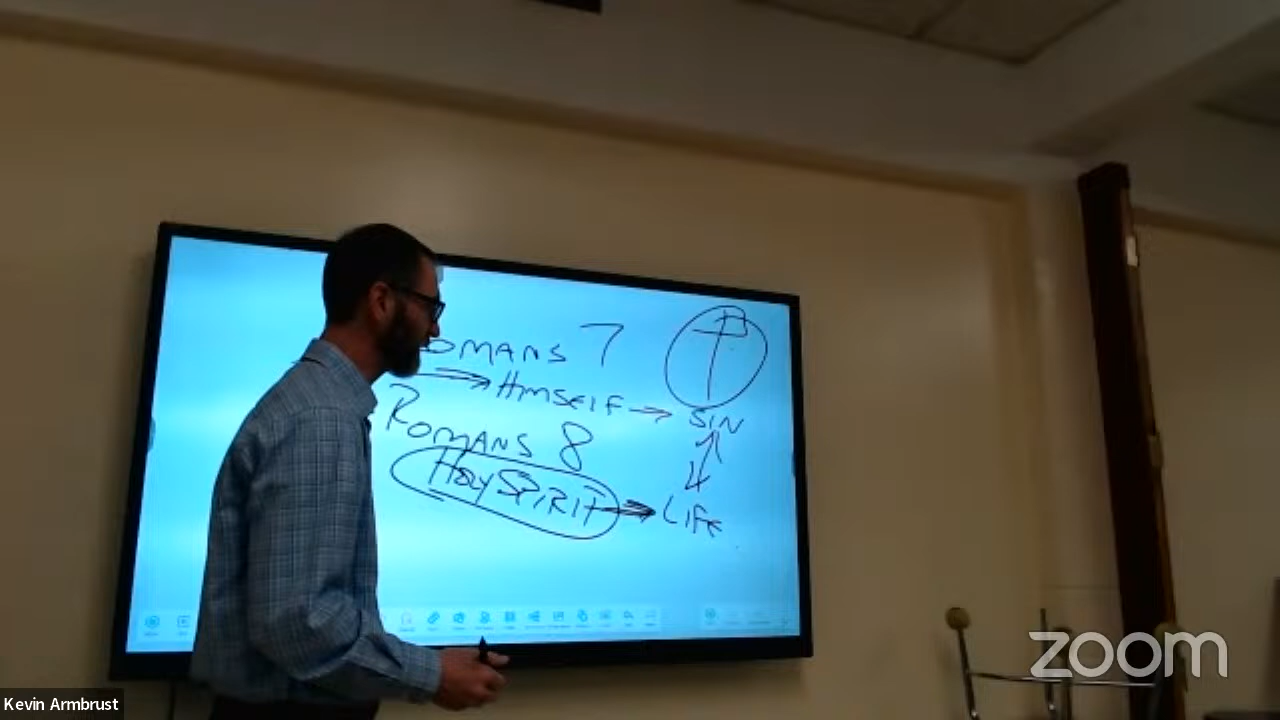 OMANS 7
HIMSELF → SIN
ROMANS 8
HOLY SPIRIT → LIFE
zoom
Kevin Armbrust